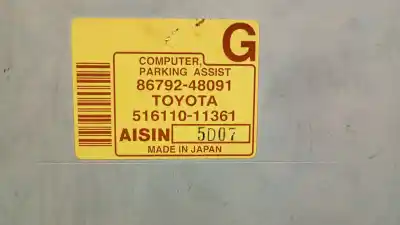 G
COMPUTER,
PARKING ASSIST
86792-48091
TOYOTA
516110-11361
AISIN 5D07
MADE IN JAPAN